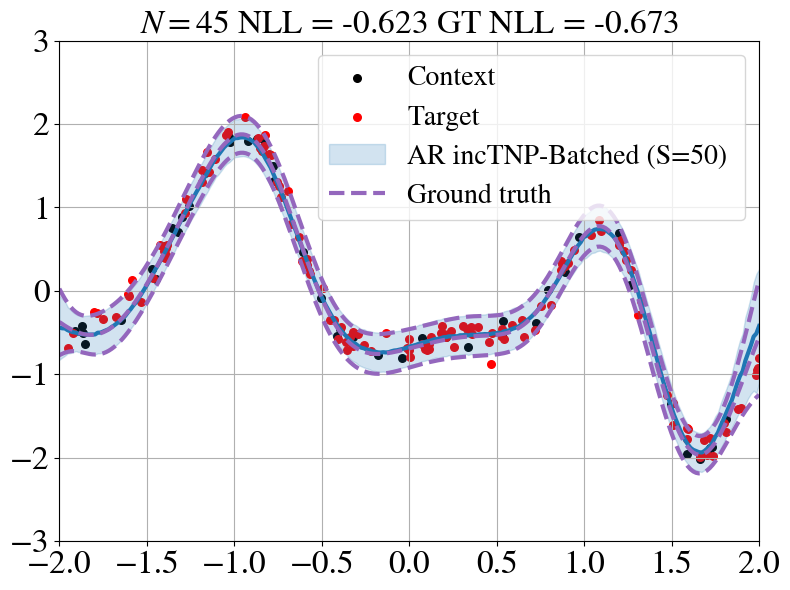 N = 45 NLL = -0.623 GT NLL = -0.673
3
2
1
0
−1
−2
−3
Context
Target
AR incTNP-Batched (S=50)
Ground truth
−2.0 −1.5 −1.0 −0.5 0.0 0.5 1.0 1.5 2.0